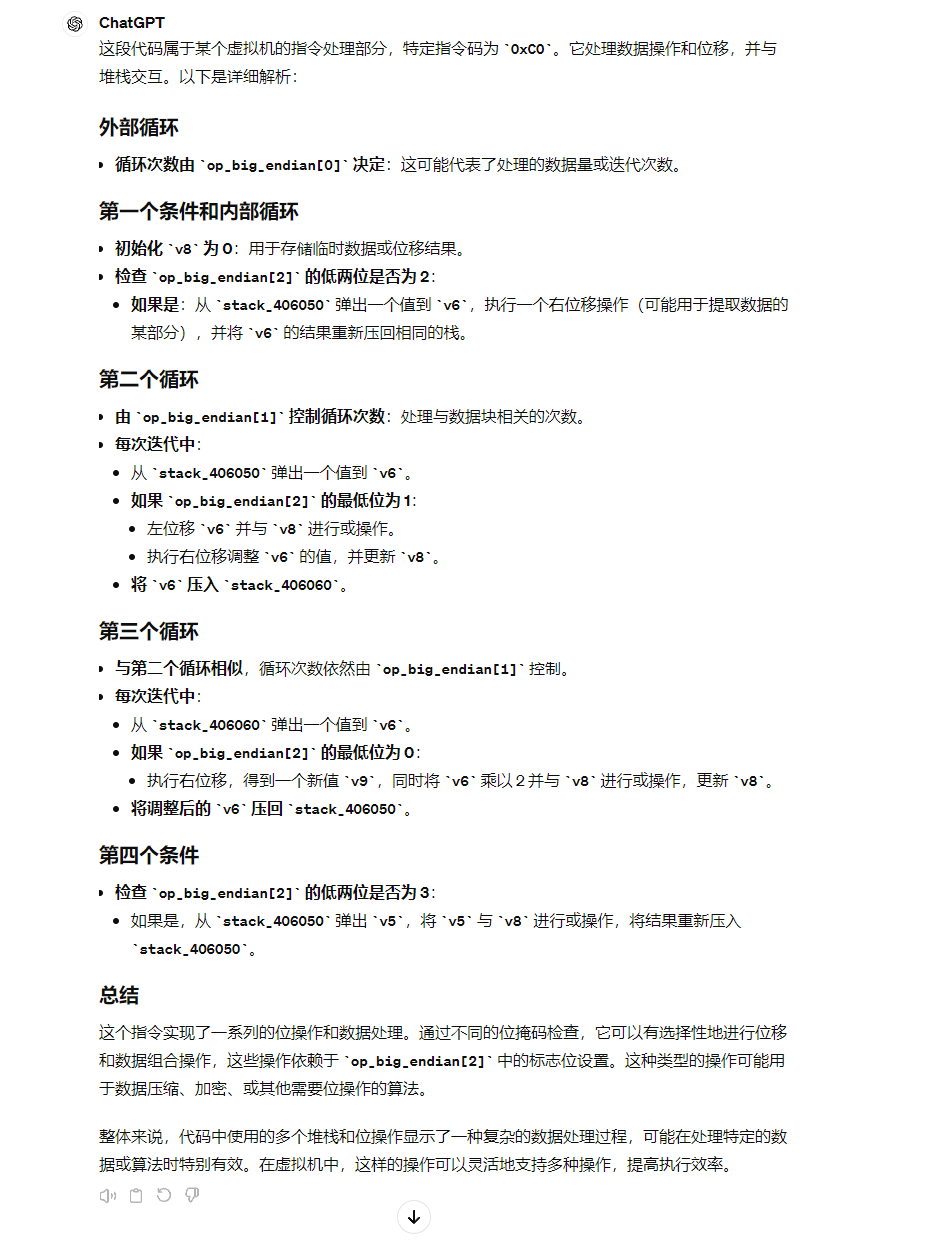 ChatGPT
这段代码属于某个虚拟机的指令处理部分，特定指令码为 `0xC0`。它处理数据操作和位移，并与
堆栈交互。以下是详细解析：
外部循环
• 循环次数由 `op_big_endian[0]` 决定：这可能代表了处理的数据量或迭代次数。
第一个条件和内部循环
• 初始化 `v8` 为 0：用于存储临时数据或位移结果。
• 检查 `op_big_endian[2]` 的低两位是否为 2：
• 如果是：从 `stack_406050` 弹出一个值到 `v6`，执行一个右位移操作（可能用于提取数据的
某部分），并将 `v6` 的结果重新压回相同的栈。
第二个循环
• 由 `op_big_endian[1]` 控制循环次数：处理与数据块相关的次数。
• 每次迭代中：
• 从 `stack_406050` 弹出一个值到 `v6`。
• 如果 `op_big_endian[2]` 的最低位为 1：
• 左位移 `v6` 并与 `v8` 进行或操作。
• 执行右位移调整 `v6` 的值，并更新 `v8`。
• 将 `v6` 压入 `stack_406060`。
第三个循环
• 与第二个循环相似，循环次数依然由 `op_big_endian[1]` 控制。
• 每次迭代中：
• 从 `stack_406060` 弹出一个值到 `v6`。
• 如果 `op_big_endian[2]` 的最低位为 0：
• 执行右位移，得到一个新值 `v9`，同时将 `v6` 乘以 2 并与 `v8` 进行或操作，更新 `v8`。
• 将调整后的 `v6` 压回 `stack_406050`。
第四个条件
• 检查 `op_big_endian[2]` 的低两位是否为 3：
• 如果是，从 `stack_406050` 弹出 `v5`，将 `v5` 与 `v8` 进行或操作，将结果重新压入
`stack_406050`。
总结
这个指令实现了一系列的位操作和数据处理。通过不同的位掩码检查，它可以有选择性地进行位移
和数据组合操作，这些操作依赖于 `op_big_endian[2]` 中的标志位设置。这种类型的操作可能用
于数据压缩、加密、或其他需要位操作的算法。
整体来说，代码中使用的多个堆栈和位操作显示了一种复杂的数据处理过程，可能在处理特定的数
据或算法时特别有效。在虚拟机中，这样的操作可以灵活地支持多种操作，提高执行效率。